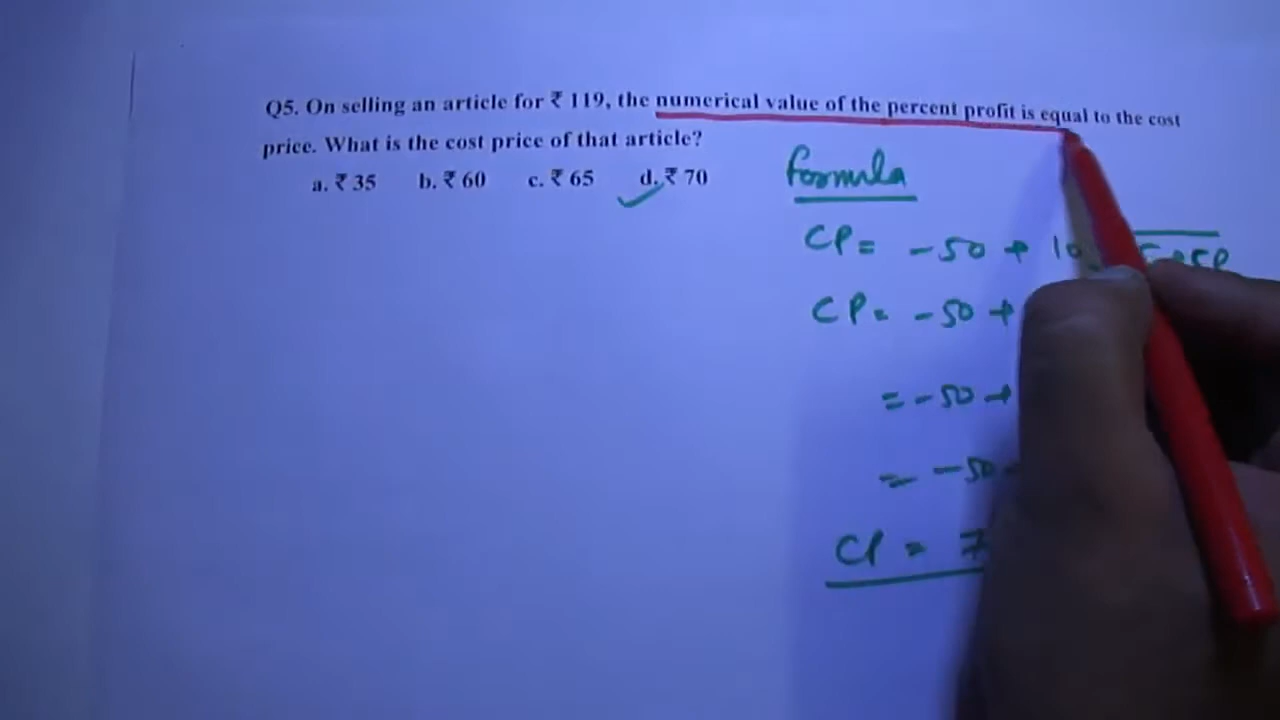 Q5. On selling an article for ₹ 119, the numerical value of the percent profit is equal to the cost
price. What is the cost price of that article?
a. ₹ 35 b. ₹ 60 c. ₹ 65 d. ₹ 70
formula
CP = -50 + 10
CP = -50 +
= -50 +
= -50
CP = 7